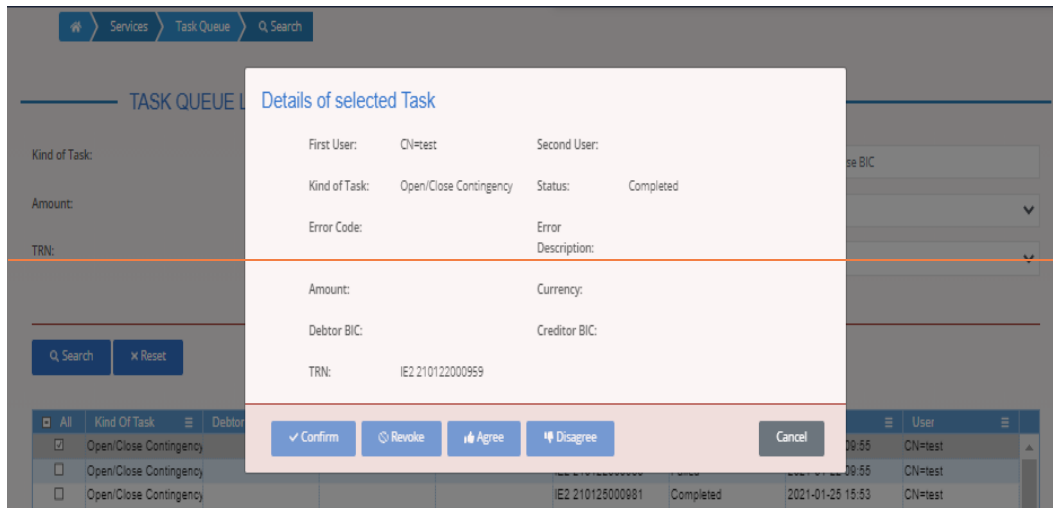 Services Task Queue Search
TASK QUEUE L
Details of selected Task
First User: CN=test Second User:
Kind of Task: se BIC
Kind of Task: Open/Close Contingency Status: Completed
Amount:
Error Code: Error
Description:
TRN:
Amount: Currency:
Debtor BIC: Creditor BIC:
Search Reset
TRN: IE2 210122000959
All Kind Of Task Debtor User
Confirm Revoke Agree Disagree Cancel
Open/Close Contingency 09:55 CN=test
Open/Close Contingency 09:55 CN=test
Open/Close Contingency IE2 210125000981 Completed 2021-01-25 15:53 CN=test